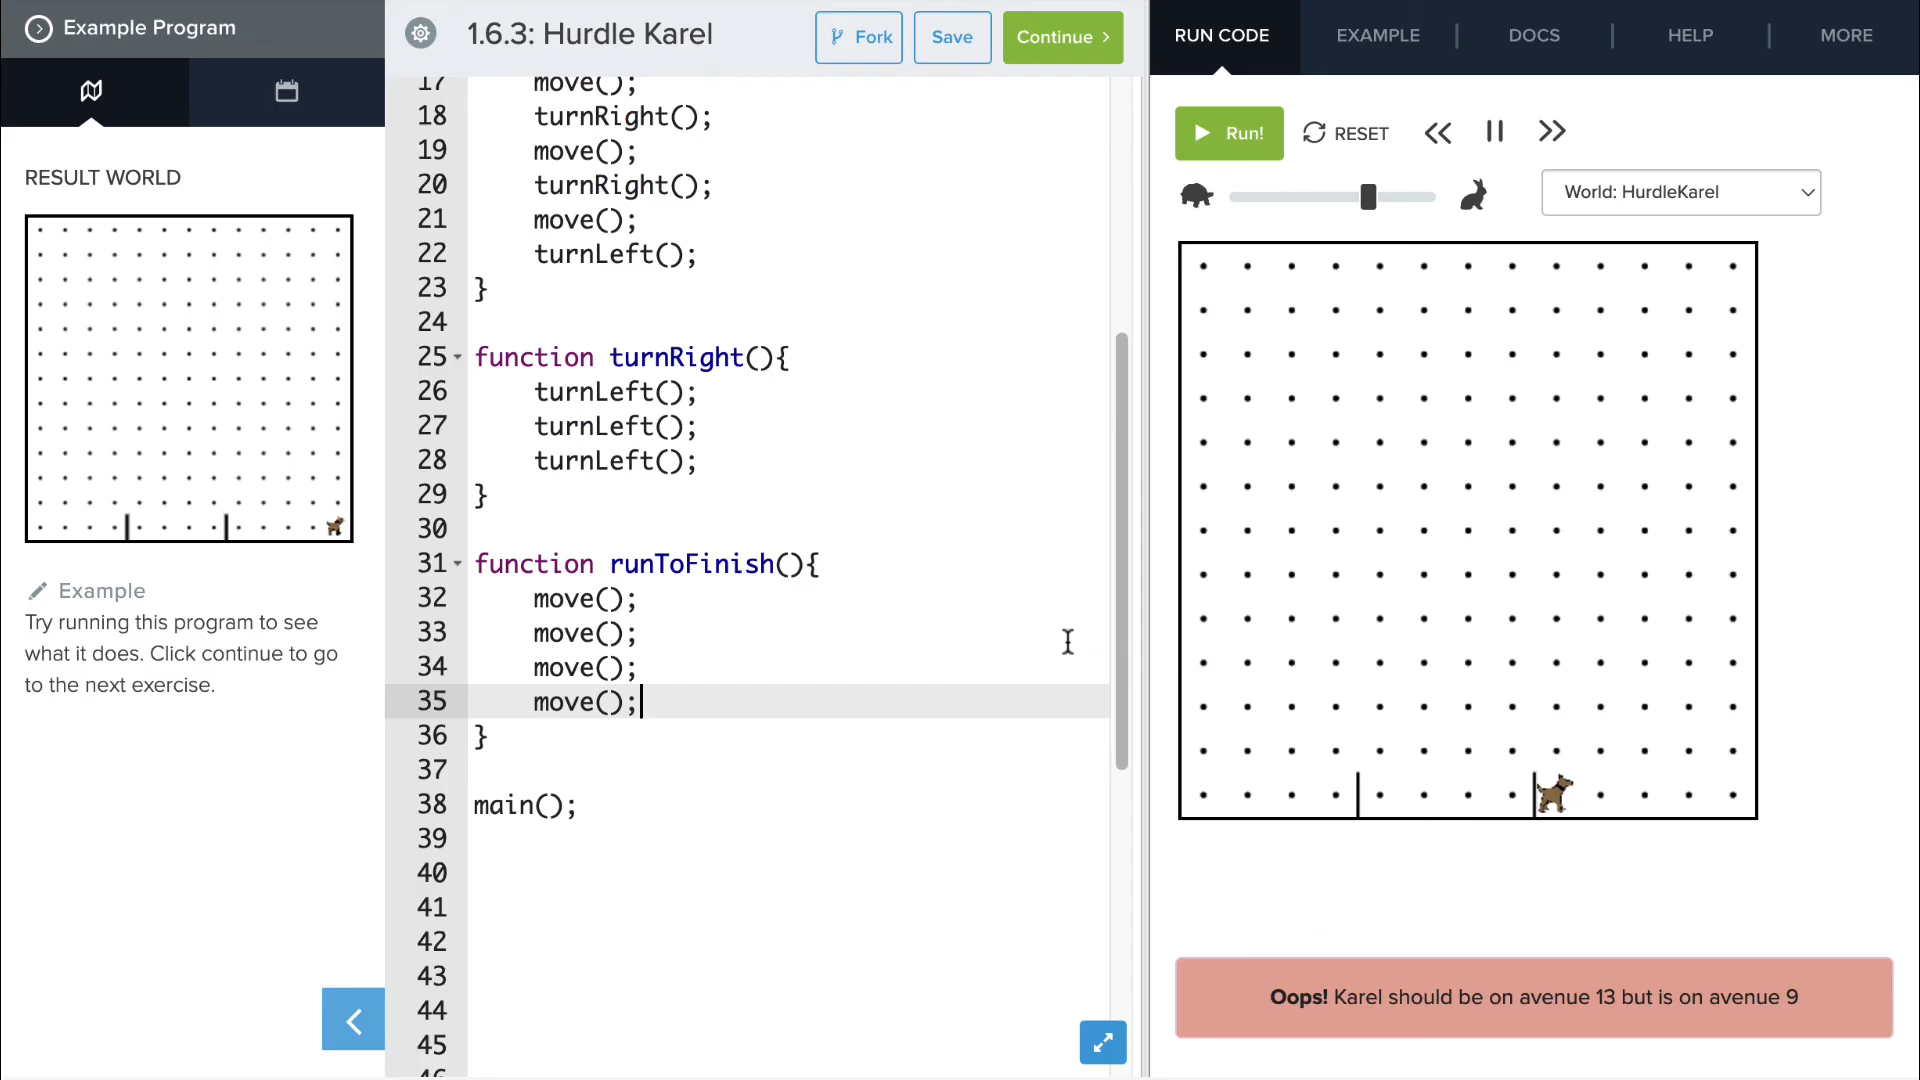 Example Program
1.6.3: Hurdle Karel
Fork
Save
Continue
RUN CODE
EXAMPLE
DOCS
HELP
MORE
RESULT WORLD
Example
Try running this program to see
what it does. Click continue to go
to the next exercise.
17 move();
18 turnRight();
19 move();
20 turnRight();
21 move();
22 turnLeft();
23 }
24
25 function turnRight(){
26 turnLeft();
27 turnLeft();
28 turnLeft();
29 }
30
31 function runToFinish(){
32 move();
33 move();
34 move();
35 move();
36 }
37
38 main();
39
40
41
42
43
44
45
46
Run!
RESET
World: HurdleKarel
Oops! Karel should be on avenue 13 but is on avenue 9